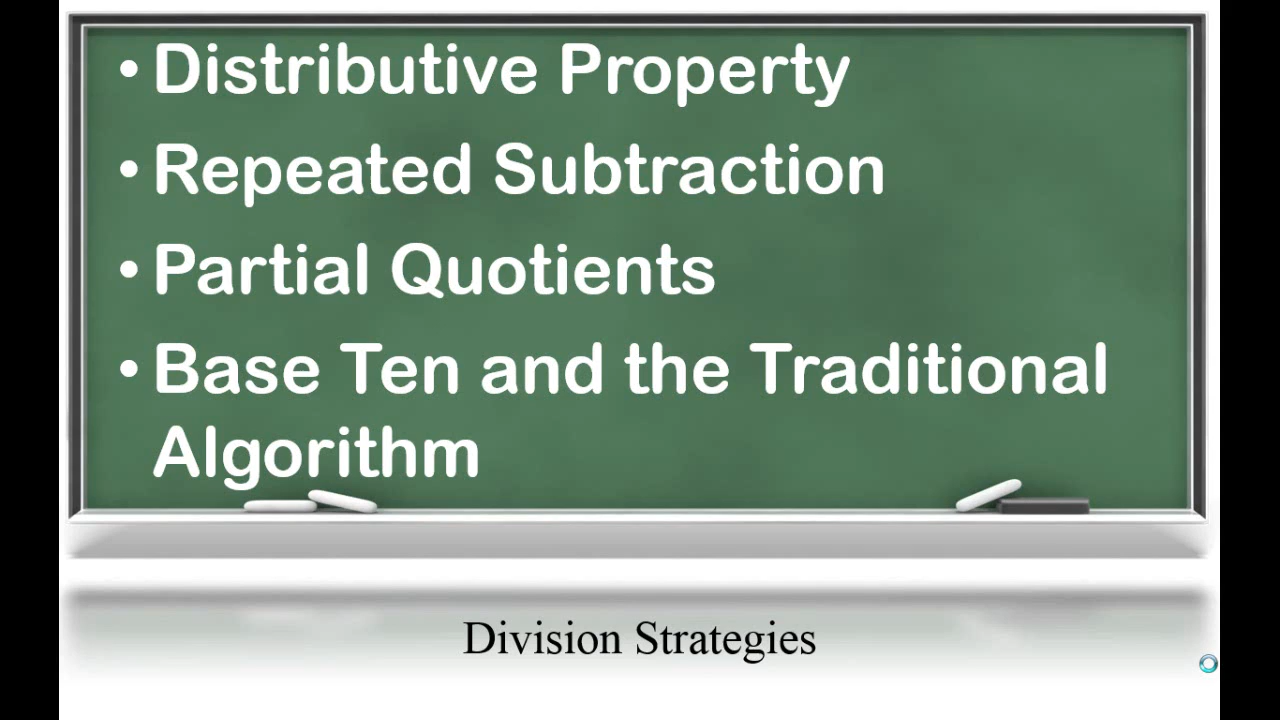 • Distributive Property
• Repeated Subtraction
• Partial Quotients
• Base Ten and the Traditional
Algorithm
Division Strategies